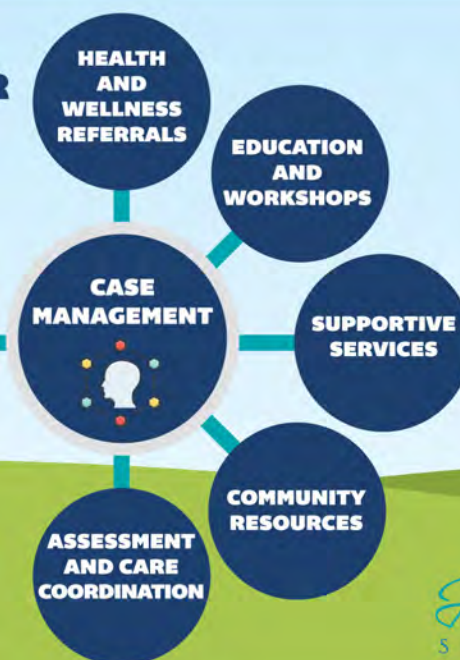 R
HEALTH
AND
WELLNESS
REFERRALS
EDUCATION
AND
WORKSHOPS
CASE
MANAGEMENT
SUPPORTIVE
SERVICES
COMMUNITY
RESOURCES
ASSESSMENT
AND CARE
COORDINATION
S